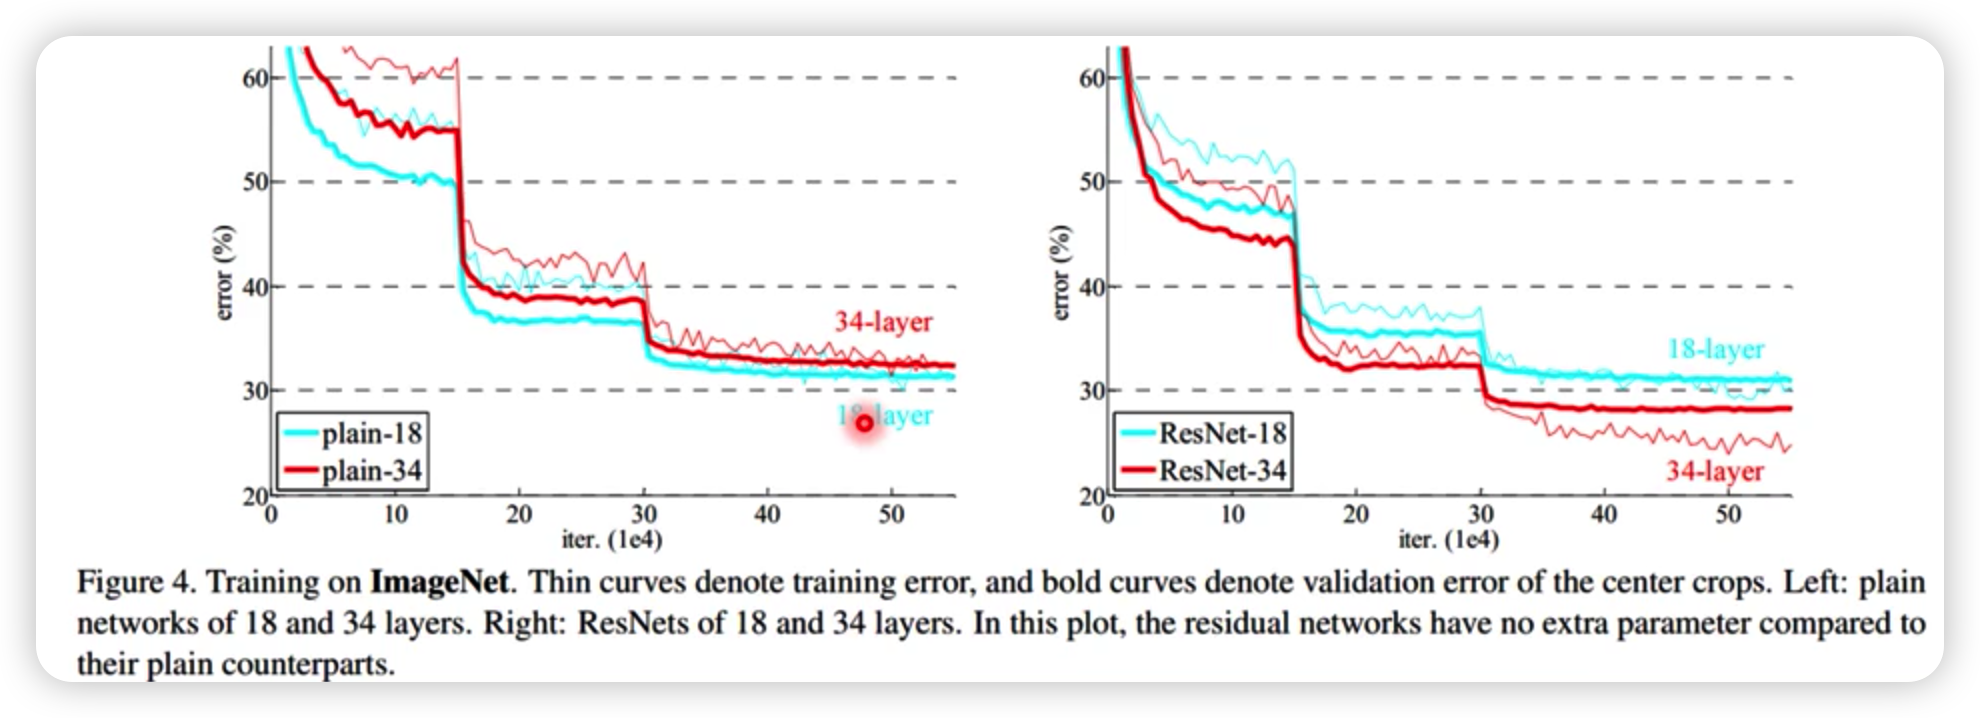 60
50
40
30
20
error (%)
34-layer
18-layer
plain-18
plain-34
0 10 20 30 40 50
iter. (1e4)
60
50
40
30
20
error (%)
18-layer
34-layer
ResNet-18
ResNet-34
0 10 20 30 40 50
iter. (1e4)
Figure 4. Training on ImageNet. Thin curves denote training error, and bold curves denote validation error of the center crops. Left: plain
networks of 18 and 34 layers. Right: ResNets of 18 and 34 layers. In this plot, the residual networks have no extra parameter compared to
their plain counterparts.